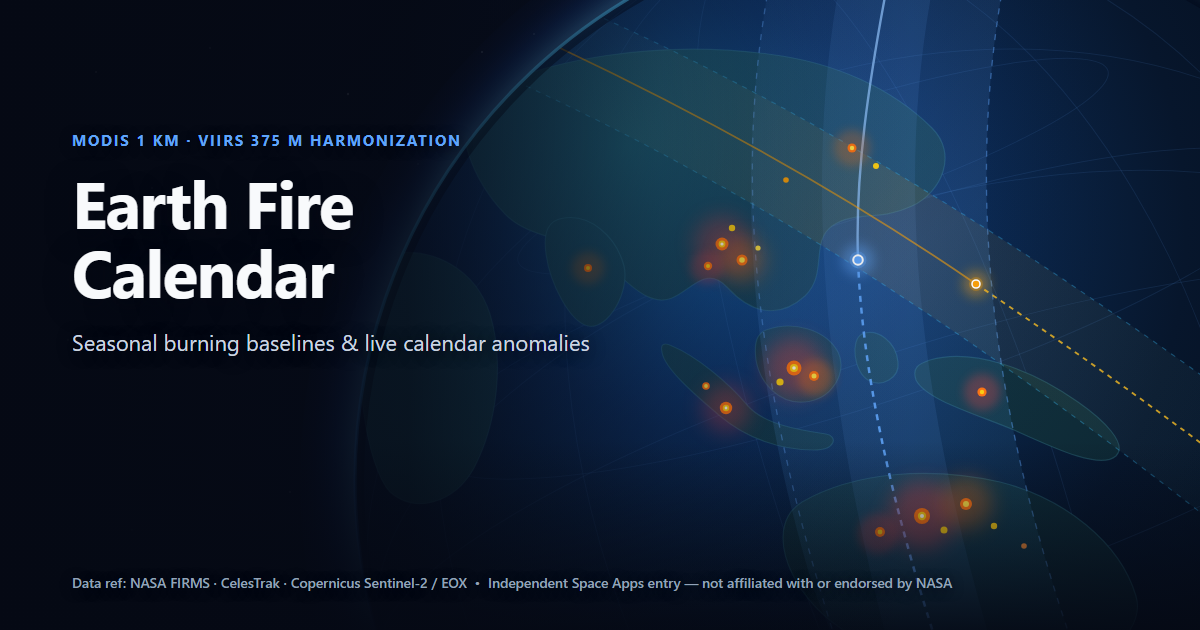 MODIS 1 KM · VIIRS 375 M HARMONIZATION
Earth Fire
Calendar
Seasonal burning baselines & live calendar anomalies
Data ref: NASA FIRMS · CelesTrak · Copernicus Sentinel-2 / EOX • Independent Space Apps entry — not affiliated with or endorsed by NASA